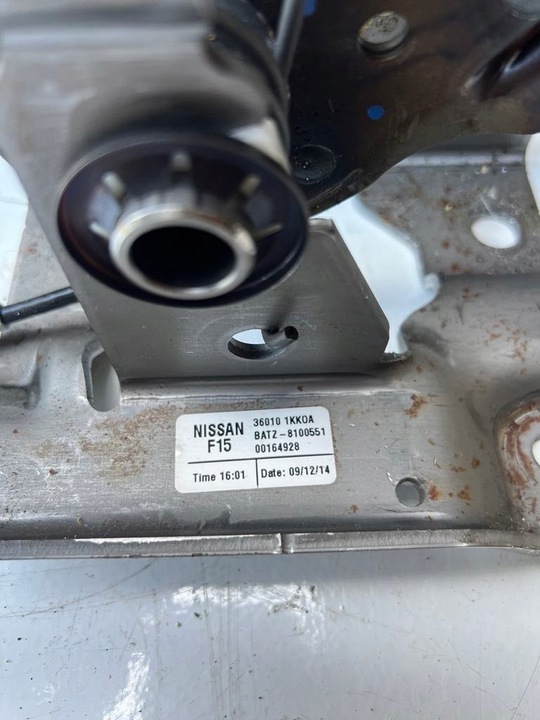 NISSAN 36010 1KK0A
F15 BATZ-8100551
00164928
Time 16:01 Date: 09/12/14